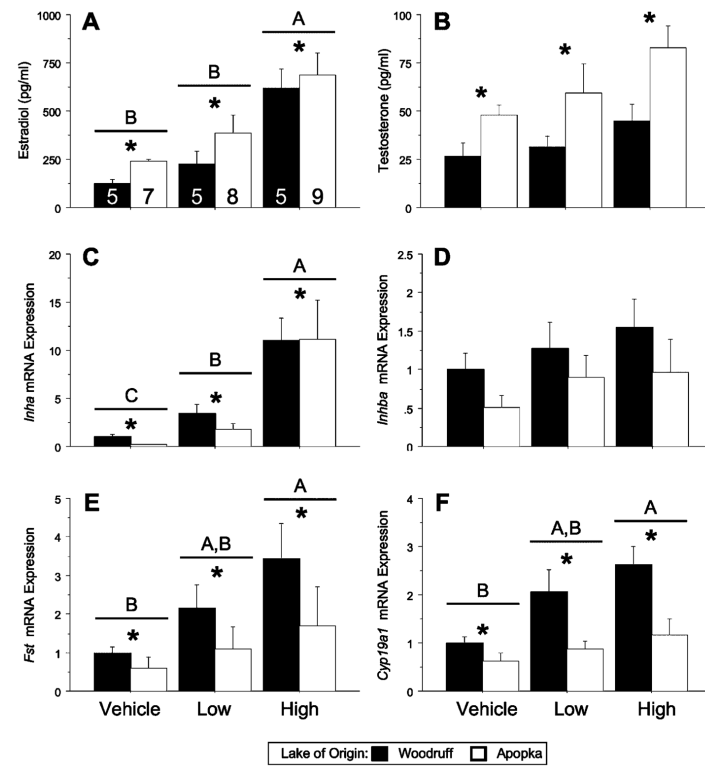 A
B
Estradiol (pg/ml)
1000
750
500
250
0
B
*
5
7
B
*
5
8
A
*
5
9
Testosterone (pg/ml)
100
75
50
25
0
*
*
*
C
D
Inha mRNA Expression
20
15
10
5
0
C
*
B
*
A
*
Inhba mRNA Expression
2.5
2
1.5
1
.5
0
E
F
Fst mRNA Expression
5
4
3
2
1
0
B
*
A,B
*
A
*
Vehicle Low High
Cyp19a1 mRNA Expression
4
3
2
1
0
B
*
A,B
*
A
*
Vehicle Low High
Lake of Origin: Woodruff Apopka